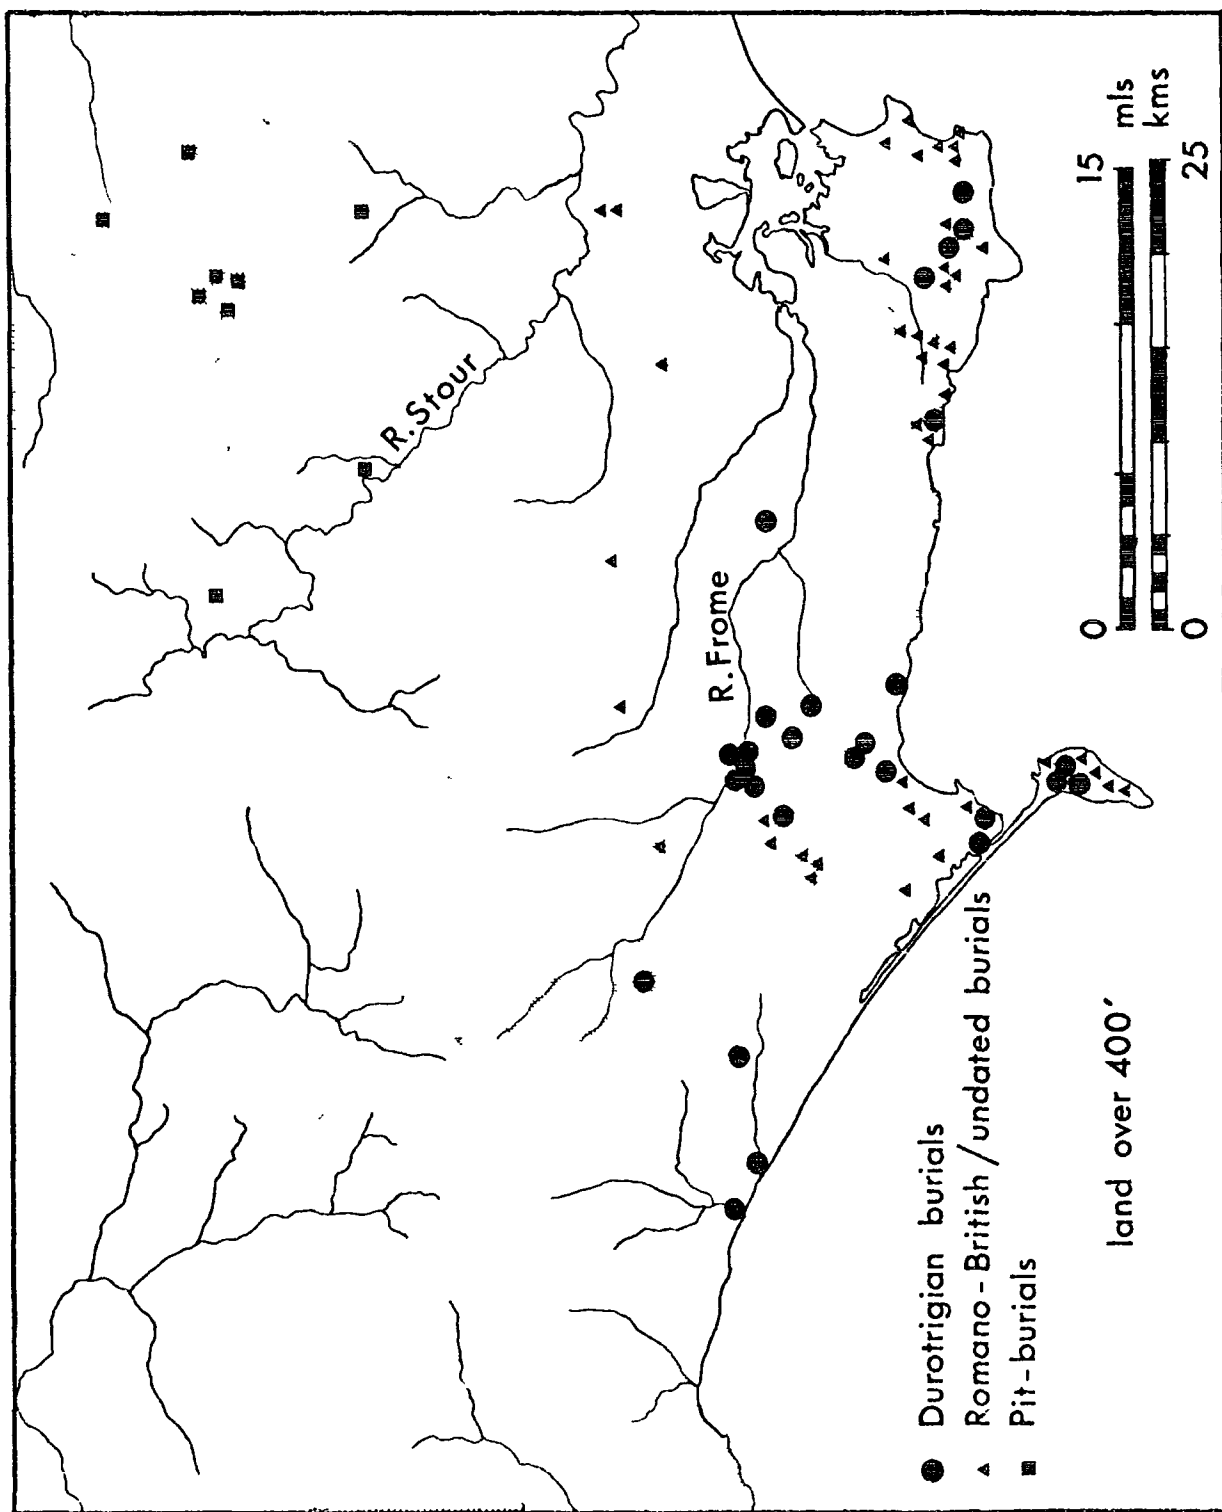 R. Stour
R. Frome
0 15 mls
0 25 kms
Durotrigian burials
Romano-British/undated burials
Pit-burials
land over 400′